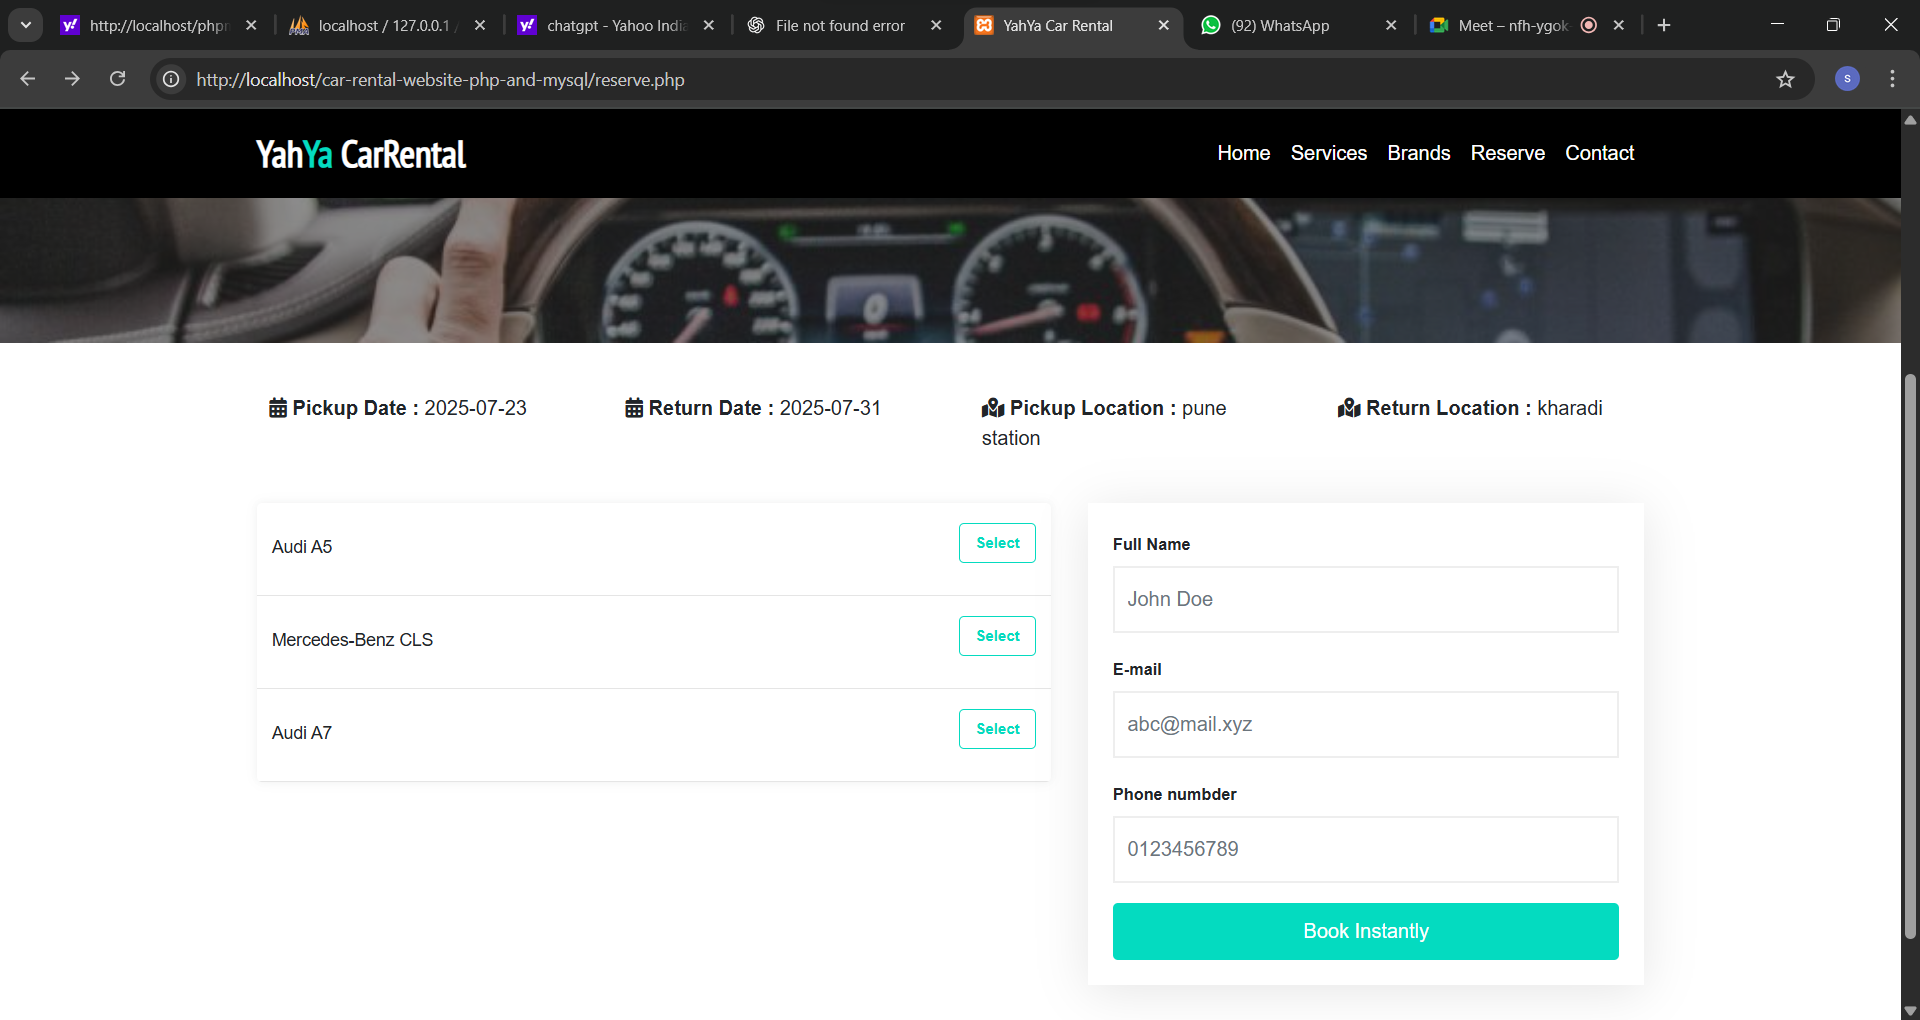 http://localhost/phpn
localhost / 127.0.0.1 /
chatgpt - Yahoo India
File not found error
YahYa Car Rental
(92) WhatsApp
Meet – nfh-ygok-
http://localhost/car-rental-website-php-and-mysql/reserve.php
S
YahYa CarRental
Home Services Brands Reserve Contact
Pickup Date : 2025-07-23
Return Date : 2025-07-31
Pickup Location : pune
station
Return Location : kharadi
Audi A5
Select
Mercedes-Benz CLS
Select
Audi A7
Select
Full Name
John Doe
E-mail
abc@mail.xyz
Phone numbder
0123456789
Book Instantly